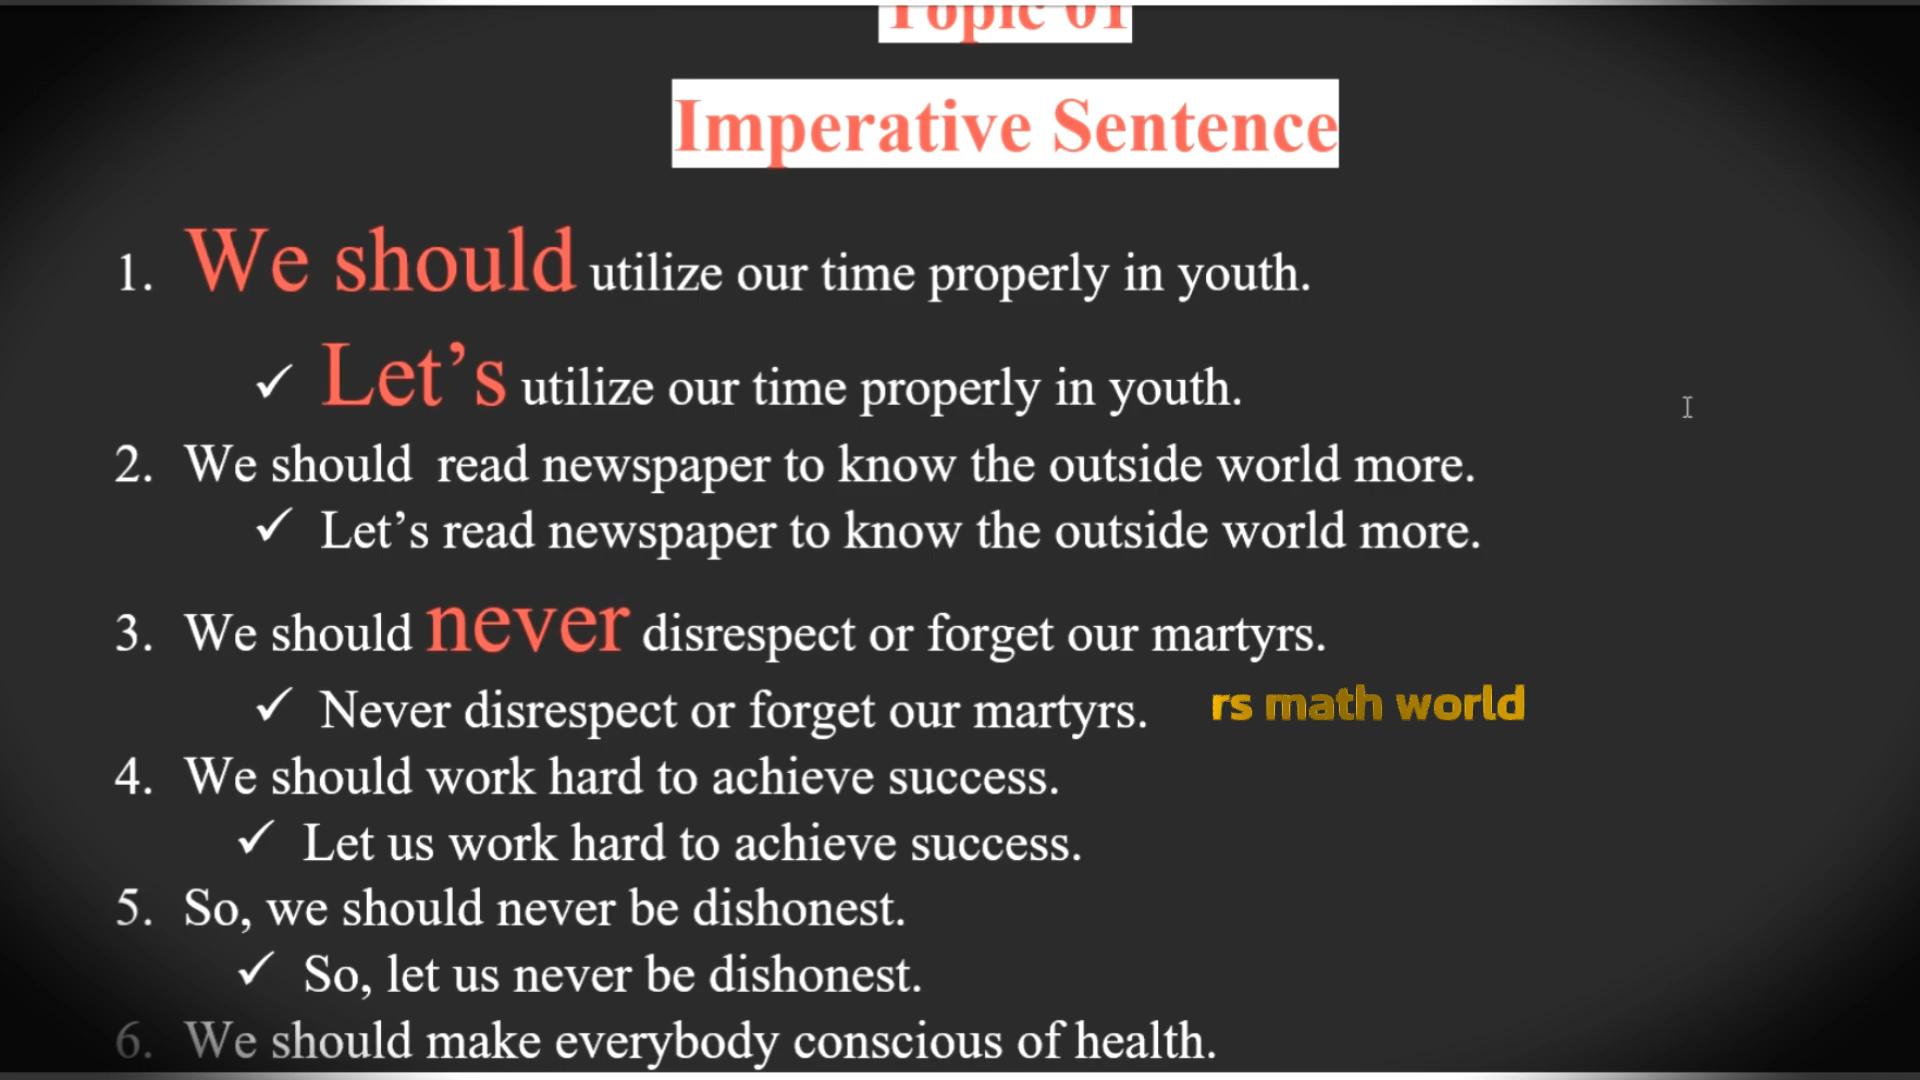 Topic 01
Imperative Sentence
1. We should utilize our time properly in youth.
✓ Let’s utilize our time properly in youth.
2. We should read newspaper to know the outside world more.
✓ Let’s read newspaper to know the outside world more.
3. We should never disrespect or forget our martyrs.
✓ Never disrespect or forget our martyrs.
rs math world
4. We should work hard to achieve success.
✓ Let us work hard to achieve success.
5. So, we should never be dishonest.
✓ So, let us never be dishonest.
6. We should make everybody conscious of health.